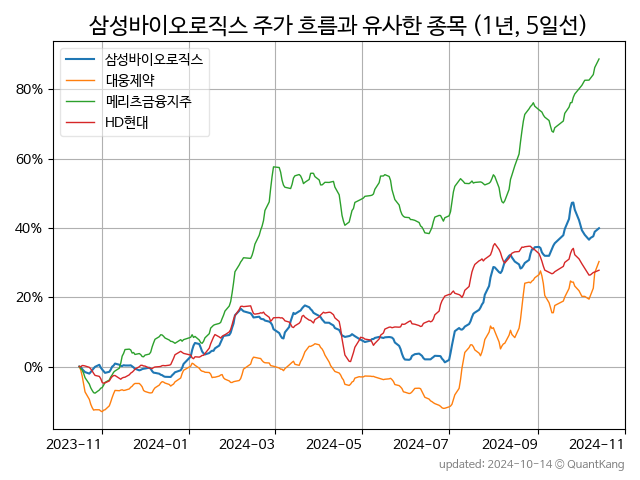 삼성바이오로직스 주가 흐름과 유사한 종목 (1년, 5일선)
삼성바이오로직스
대웅제약
메리츠금융지주
HD현대
80%
60%
40%
20%
0%
2023-11 2024-01 2024-03 2024-05 2024-07 2024-09 2024-11
updated: 2024-10-14 © QuantKang